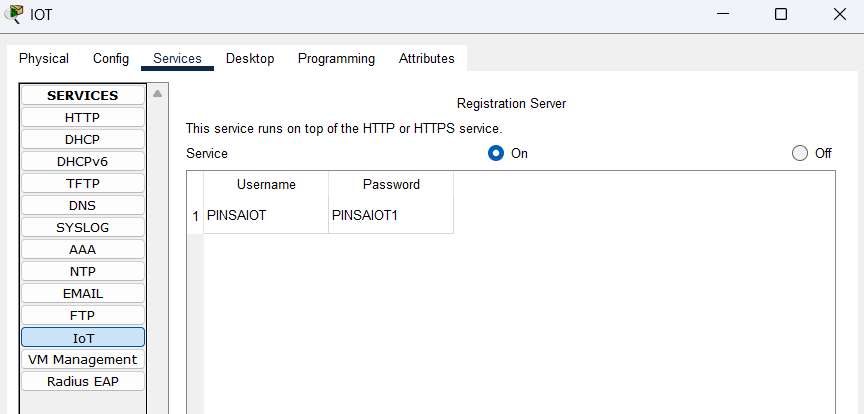 IOT
Physical Config Services Desktop Programming Attributes
SERVICES
HTTP
DHCP
DHCPv6
TFTP
DNS
SYSLOG
AAA
NTP
EMAIL
FTP
IoT
VM Management
Radius EAP
Registration Server
This service runs on top of the HTTP or HTTPS service.
Service On Off
Username Password
1 PINSAIOT PINSAIOT1